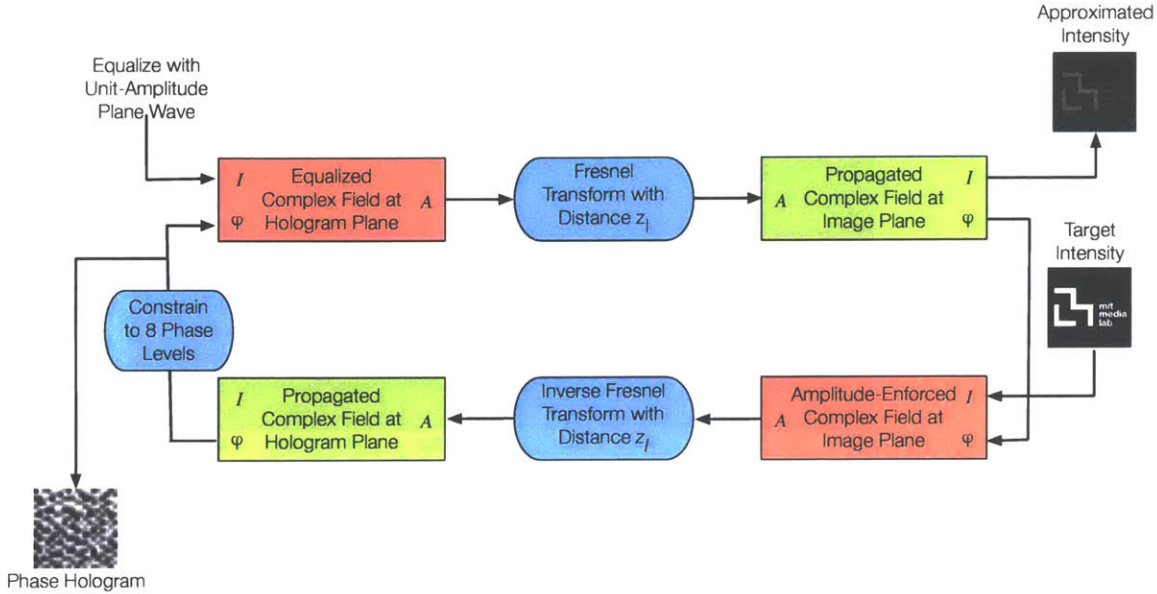 Approximated
Intensity
Equalize with
Unit-Amplitude
Plane Wave
I
Equalized
Complex Field at
Hologram Plane
A
φ
Fresnel
Transform with
Distance z_l
Propagated
Complex Field at
Image Plane
A
I
φ
Target
Intensity
mit
media
lab
Constrain
to 8 Phase
Levels
I
Propagated
Complex Field at
Hologram Plane
A
φ
Inverse Fresnel
Transform with
Distance z_l
Amplitude-Enforced
Complex Field at
Image Plane
I
A
φ
Phase Hologram